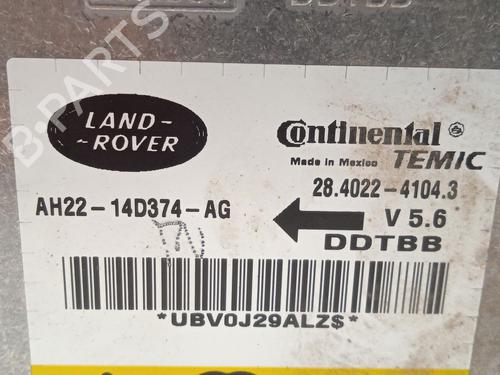 DDTBB
LAND-
~ROVER
Continental
Made in Mexico TEMIC
28.4022-4104.3
AH22-14D374-AG
V 5.6
DDTBB
*UBV0J29ALZ$*
B.PARTS